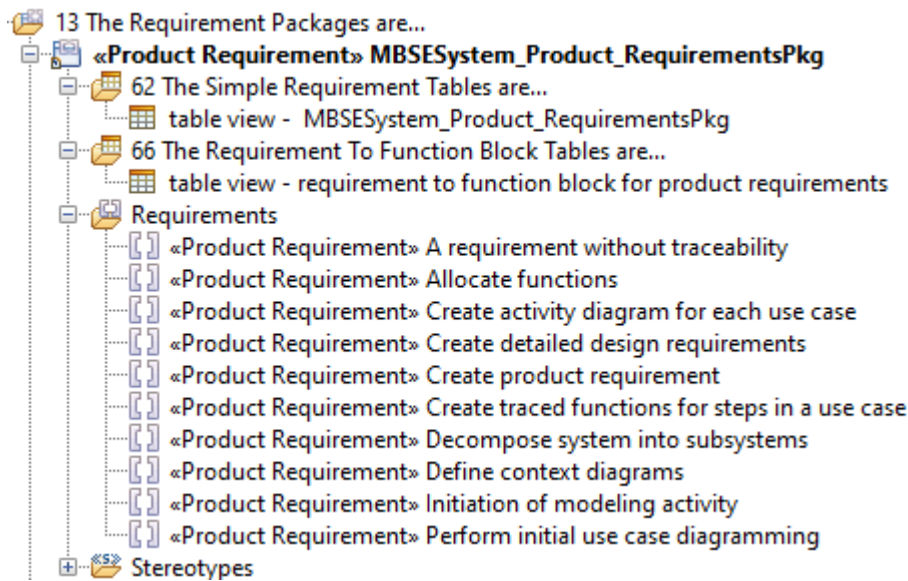 13 The Requirement Packages are...
«Product Requirement» MBSESystem_Product_RequirementsPkg
62 The Simple Requirement Tables are...
table view -  MBSESystem_Product_RequirementsPkg
66 The Requirement To Function Block Tables are...
table view - requirement to function block for product requirements
Requirements
«Product Requirement» A requirement without traceability
«Product Requirement» Allocate functions
«Product Requirement» Create activity diagram for each use case
«Product Requirement» Create detailed design requirements
«Product Requirement» Create product requirement
«Product Requirement» Create traced functions for steps in a use case
«Product Requirement» Decompose system into subsystems
«Product Requirement» Define context diagrams
«Product Requirement» Initiation of modeling activity
«Product Requirement» Perform initial use case diagramming
«S» Stereotypes